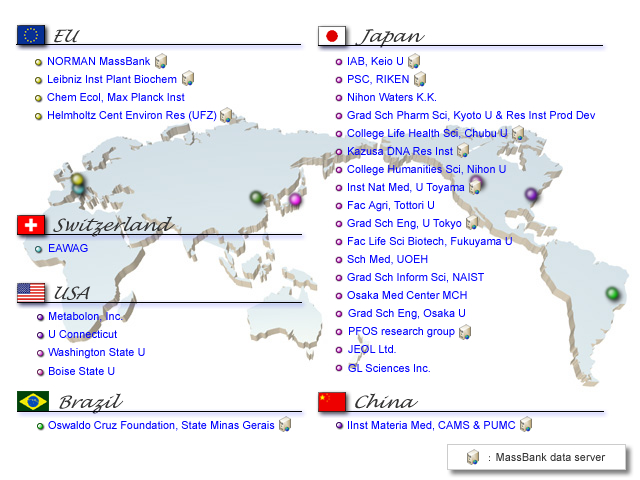 EU
NORMAN MassBank
Leibniz Inst Plant Biochem
Chem Ecol, Max Planck Inst
Helmholtz Cent Environ Res (UFZ)
Switzerland
EAWAG
USA
Metabolon, Inc.
U Connecticut
Washington State U
Boise State U
Brazil
Oswaldo Cruz Foundation, State Minas Gerais
Japan
IAB, Keio U
PSC, RIKEN
Nihon Waters K.K.
Grad Sch Pharm Sci, Kyoto U & Res Inst Prod Dev
College Life Health Sci, Chubu U
Kazusa DNA Res Inst
College Humanities Sci, Nihon U
Inst Nat Med, U Toyama
Fac Agri, Tottori U
Grad Sch Eng, U Tokyo
Fac Life Sci Biotech, Fukuyama U
Sch Med, UOEH
Grad Sch Inform Sci, NAIST
Osaka Med Center MCH
Grad Sch Eng, Osaka U
PFOS research group
JEOL Ltd.
GL Sciences Inc.
China
IInst Materia Med, CAMS & PUMC
: MassBank data server